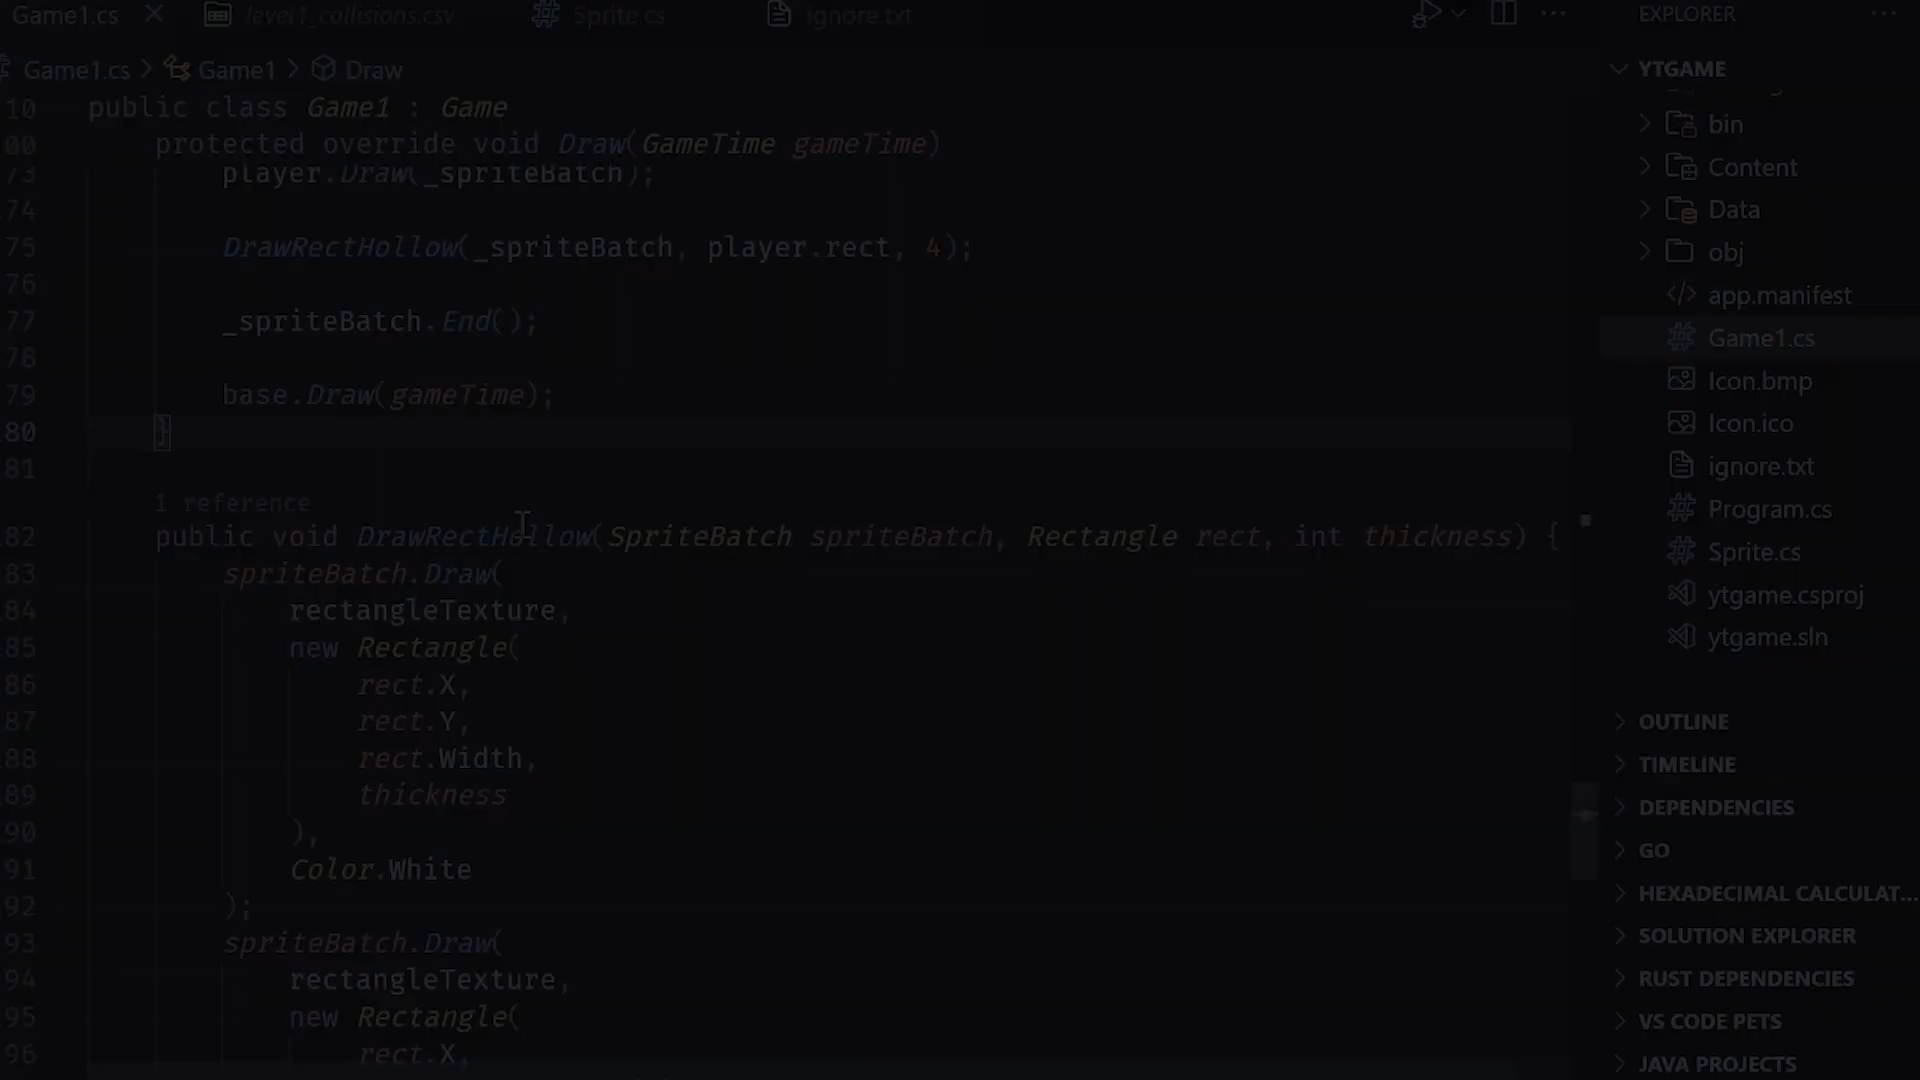 Game1.cs
level1_collisions.csv
Sprite.cs
ignore.txt
Game1.cs > Game1 > Draw
10 public class Game1 : Game
00 protected override void Draw(GameTime gameTime)
73 player.Draw(_spriteBatch);
74
75 DrawRectHollow(_spriteBatch, player.rect, 4);
76
77 _spriteBatch.End();
78
79 base.Draw(gameTime);
80 }
81
1 reference
82 public void DrawRectHollow(SpriteBatch spriteBatch, Rectangle rect, int thickness) {
83 spriteBatch.Draw(
84 rectangleTexture,
85 new Rectangle(
86 rect.X,
87 rect.Y,
88 rect.Width,
89 thickness
90 ),
91 Color.White
92 );
93 spriteBatch.Draw(
94 rectangleTexture,
95 new Rectangle(
96 rect.X,
EXPLORER
YTGAME
bin
Content
Data
obj
app.manifest
Game1.cs
Icon.bmp
Icon.ico
ignore.txt
Program.cs
Sprite.cs
ytgame.csproj
ytgame.sln
OUTLINE
TIMELINE
DEPENDENCIES
GO
HEXADECIMAL CALCULAT...
SOLUTION EXPLORER
RUST DEPENDENCIES
VS CODE PETS
JAVA PROJECTS